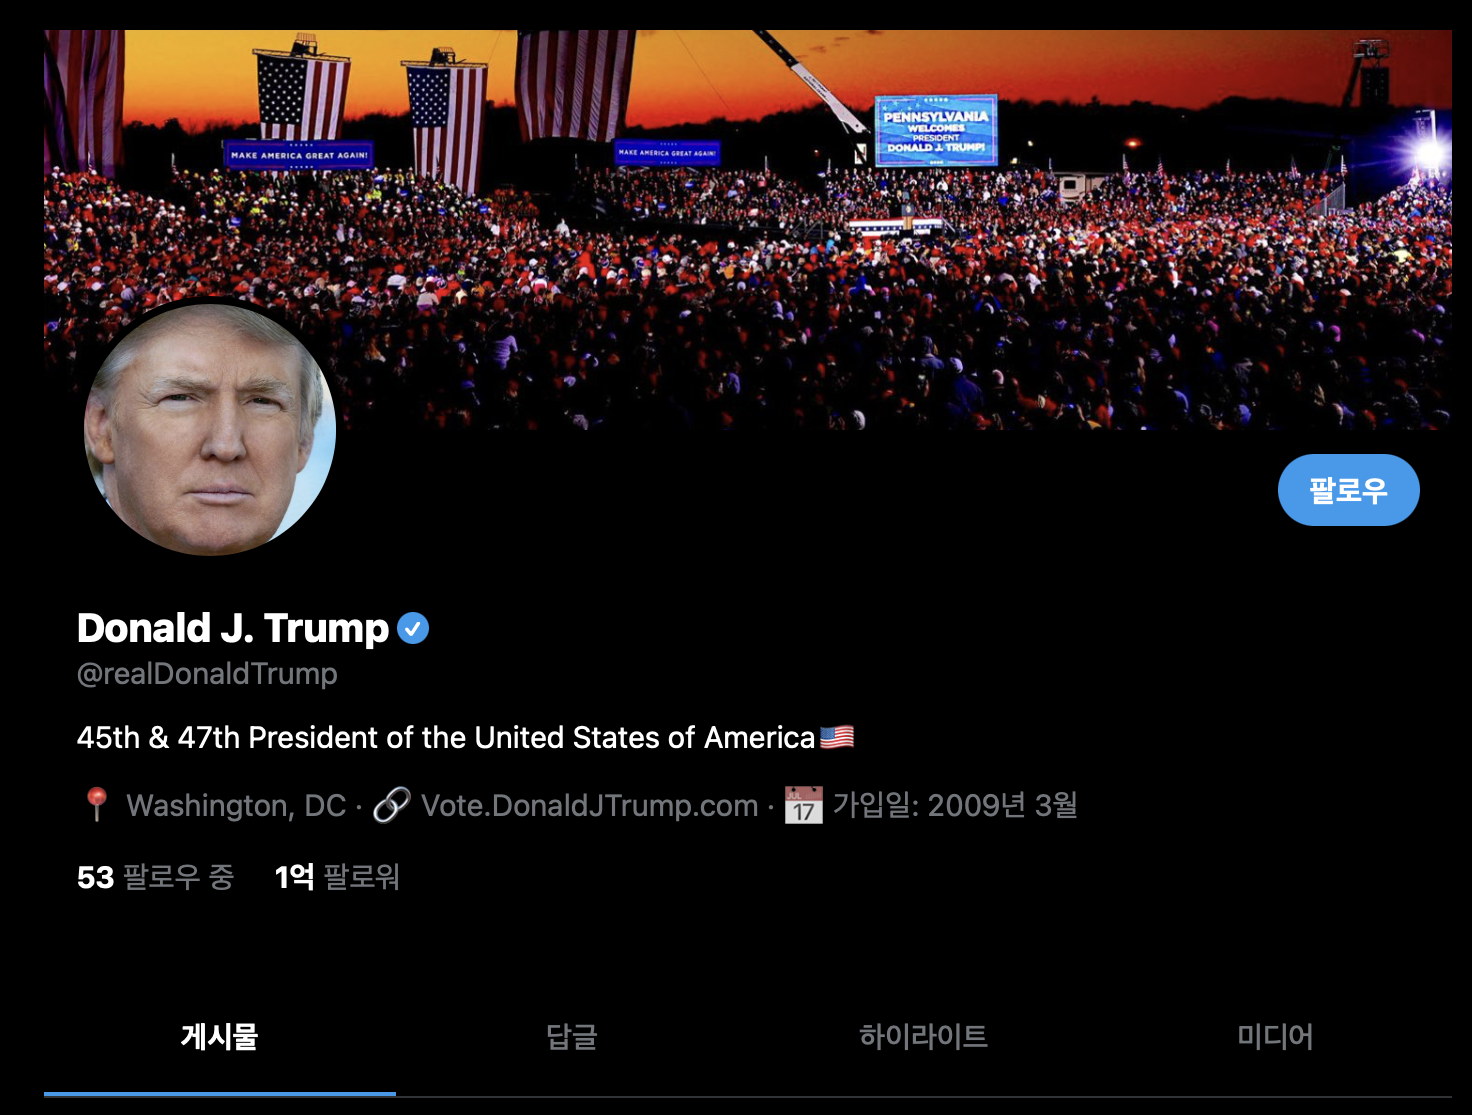 MAKE AMERICA GREAT AGAIN!
MAKE AMERICA GREAT AGAIN!
PENNSYLVANIA
WELCOMES
PRESIDENT
DONALD J. TRUMP!
팔로우
Donald J. Trump
@realDonaldTrump
45th & 47th President of the United States of America🇺🇸
📍 Washington, DC · 🔗 Vote.DonaldJTrump.com · 📅 가입일: 2009년 3월
53 팔로우 중 1억 팔로워
게시물 답글 하이라이트 미디어